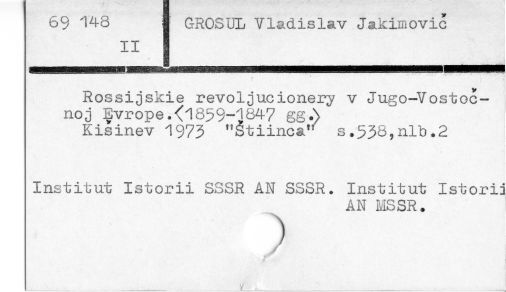 69 148
II
GROSUL Vladislav Jakimovič
Rossijskie revoljucionery v Jugo-Vostoč-
noj Evrope.<1859-1847 gg.>
Kišinev 1973 "Štiinca" s.538,nlb.2
Institut Istorii SSSR AN SSSR. Institut Istorii
AN MSSR.